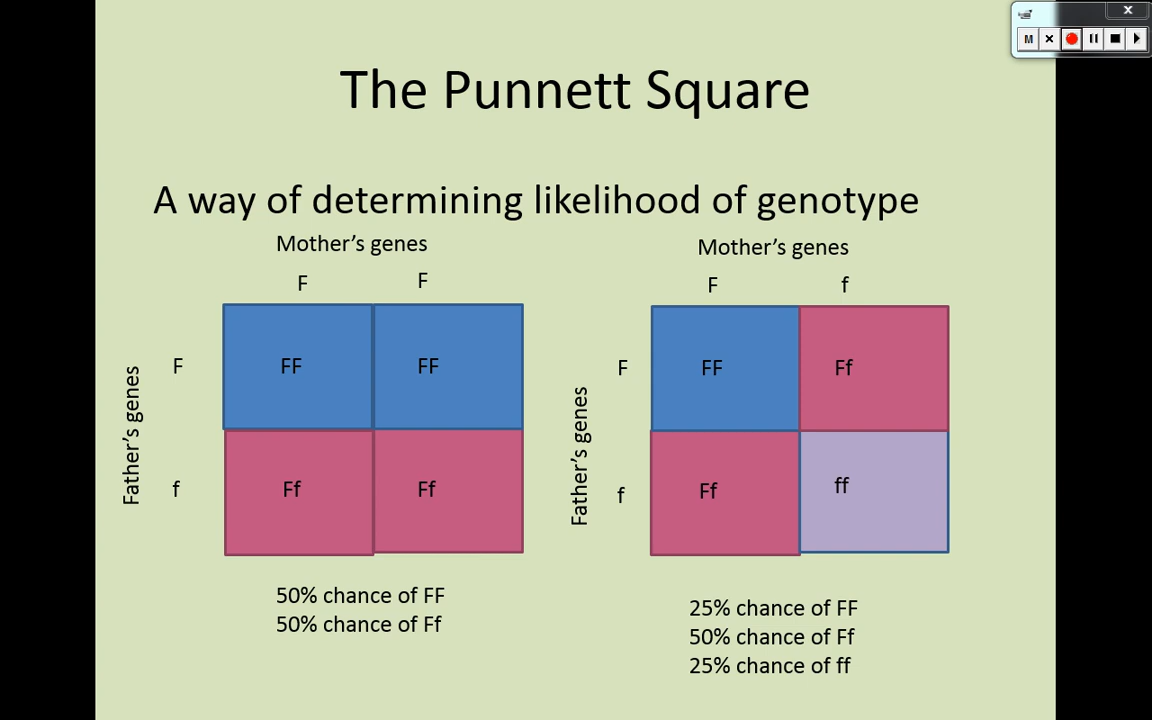 The Punnett Square
A way of determining likelihood of genotype
Mother's genes
F F
Father's genes
F FF FF
f Ff Ff
50% chance of FF
50% chance of Ff
Mother's genes
F f
Father's genes
F FF Ff
f Ff ff
25% chance of FF
50% chance of Ff
25% chance of ff
M